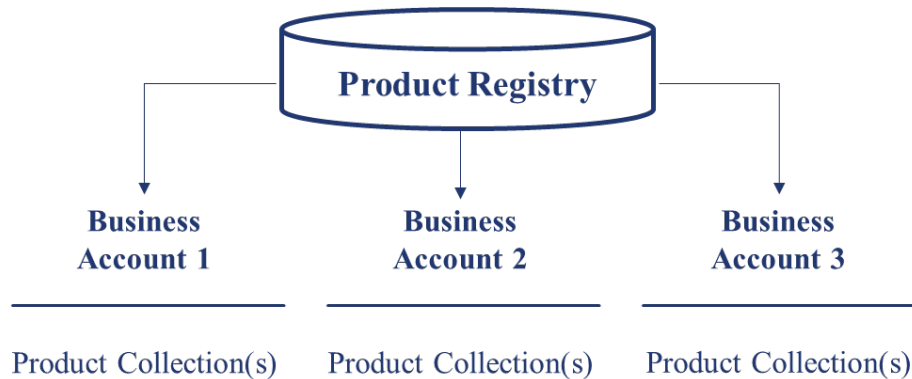 Product Registry
Business
Account 1
Business
Account 2
Business
Account 3
Product Collection(s)
Product Collection(s)
Product Collection(s)